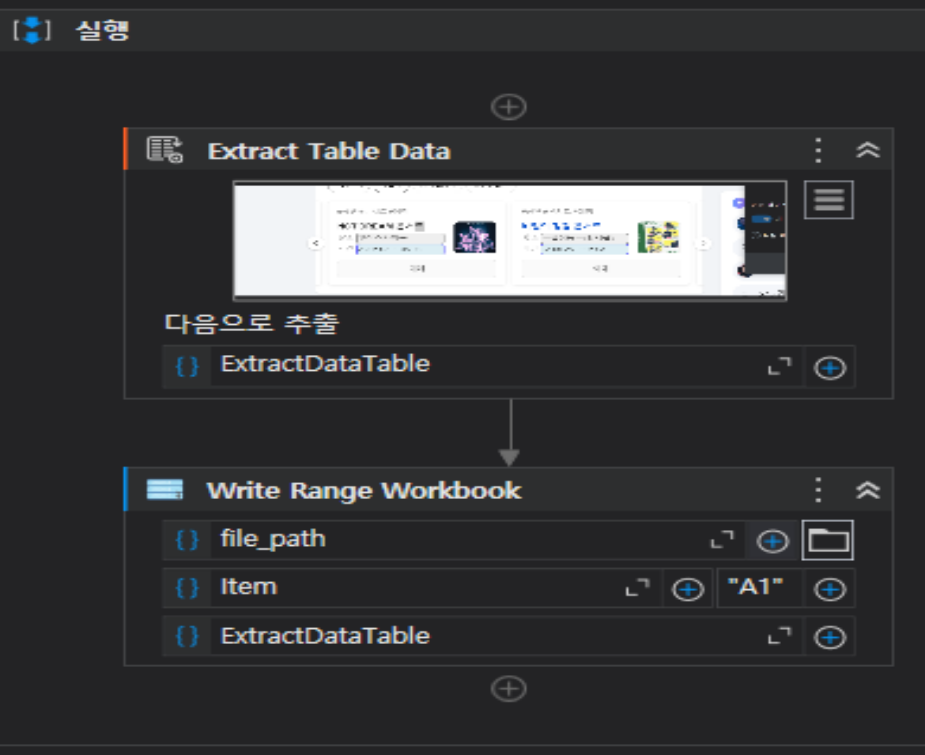 실행
Extract Table Data
다음으로 추출
{} ExtractDataTable
Write Range Workbook
{} file_path
{} Item "A1"
{} ExtractDataTable